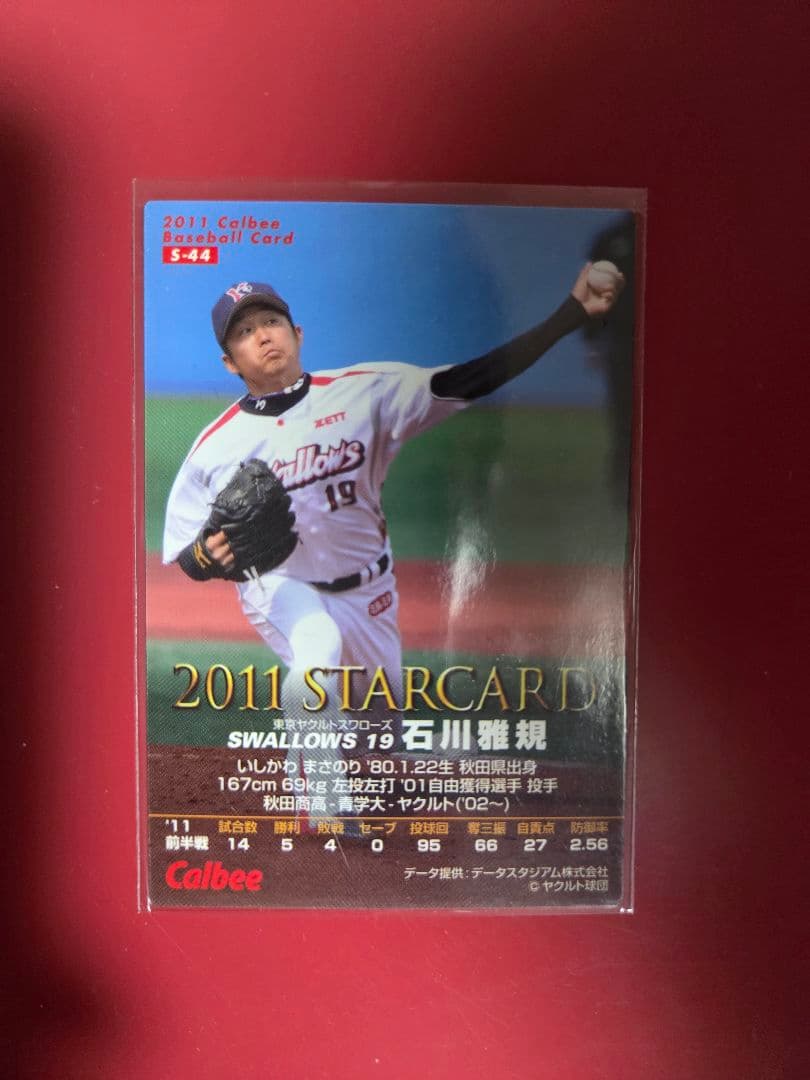 2011 Calbee
Baseball Card
S-44
ZETT
Swallows
19
2011 STARCARD
東京ヤクルトスワローズ
SWALLOWS 19 石川雅規
いしかわ まさのり '80.1.22生 秋田県出身
167cm 69kg 左投左打 '01自由獲得選手 投手
秋田商高-青学大-ヤクルト('02〜)
'11 試合数 勝利 敗戦 セーブ 投球回 奪三振 自責点 防御率
前半戦 14 5 4 0 95 66 27 2.56
Calbee
データ提供:データスタジアム株式会社
© ヤクルト球団